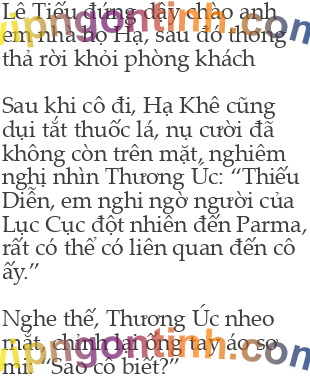 Lê Tiếu đứng dậy chào anh
em nhà họ Hạ, sau đó thong
thả rời khỏi phòng khách
Sau khi cô đi, Hạ Khê cũng
dụi tắt thuốc lá, nụ cười đã
không còn trên mặt, nghiêm
nghị nhìn Thương Úc: “Thiếu
Diễn, em nghi ngờ người của
Lục Cục đột nhiên đến Parma,
rất có thể có liên quan đến cô
ấy.”
Nghe thế, Thương Úc nheo
mắt, chỉnh lại ống tay áo sơ
mi: “Sao cô biết?”
vipngontinh.com
vipngontinh.com